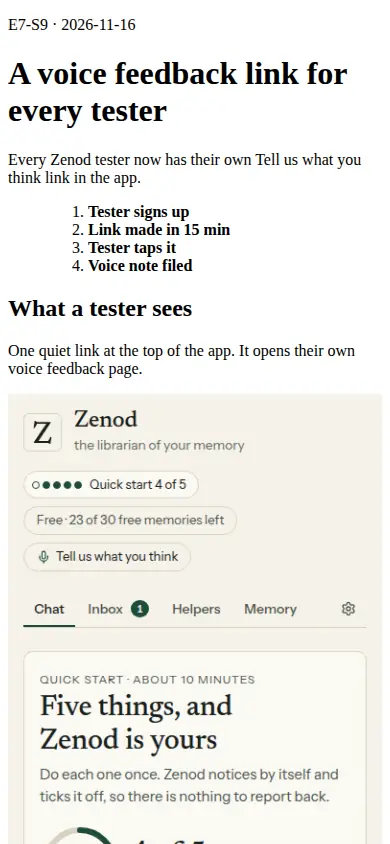 E7-S9 · 2026-11-16
A voice feedback link for
every tester
Every Zenod tester now has their own Tell us what you
think link in the app.
1. Tester signs up
2. Link made in 15 min
3. Tester taps it
4. Voice note filed
What a tester sees
One quiet link at the top of the app. It opens their own
voice feedback page.
Z
Zenod
the librarian of your memory
Quick start 4 of 5
Free · 23 of 30 free memories left
Tell us what you think
Chat Inbox 1 Helpers Memory
QUICK START · ABOUT 10 MINUTES
Five things, and
Zenod is yours
Do each one once. Zenod notices by itself and
ticks it off, so there is nothing to report back.
4 of 5